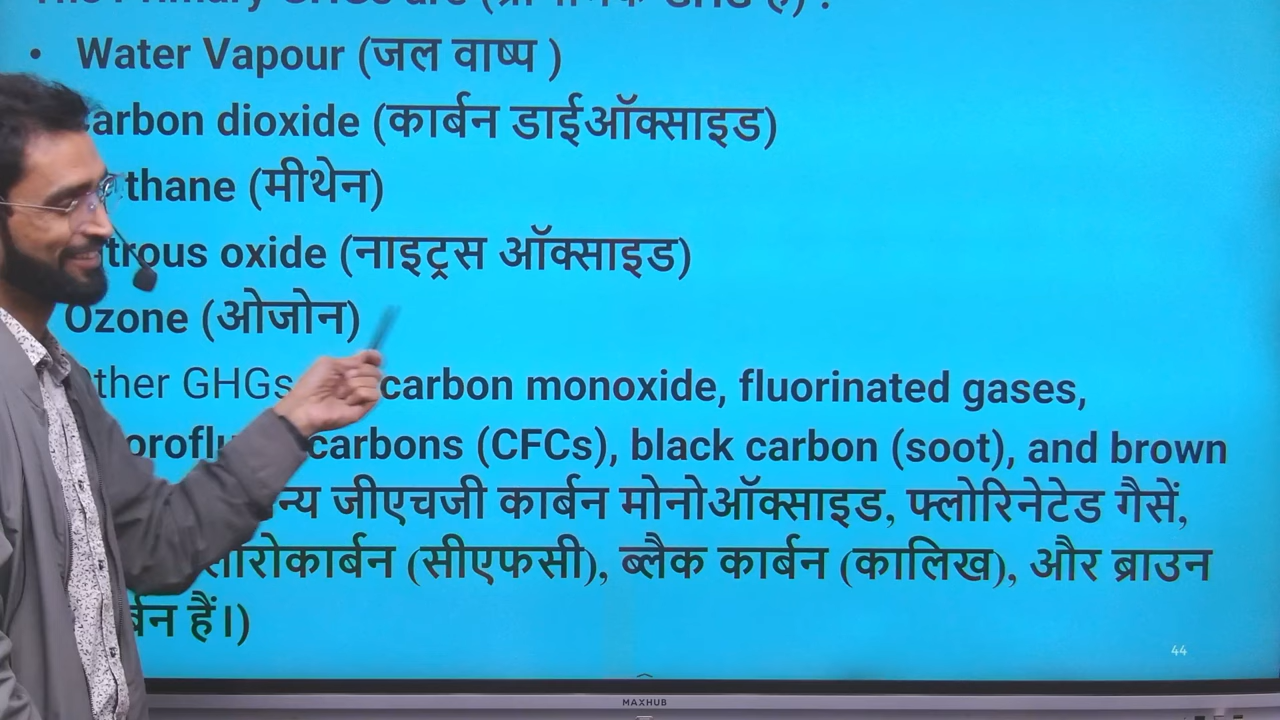 • Water Vapour (जल वाष्प )
arbon dioxide (कार्बन डाईऑक्साइड)
thane (मीथेन)
trous oxide (नाइट्रस ऑक्साइड)
Ozone (ओजोन)
ther GHGs carbon monoxide, fluorinated gases,
orofl carbons (CFCs), black carbon (soot), and brown
न्य जीएचजी कार्बन मोनोऑक्साइड, फ्लोरिनेटेड गैसें,
लोरोकार्बन (सीएफसी), ब्लैक कार्बन (कालिख), और ब्राउन
र्बन हैं।)
44
MAXHUB